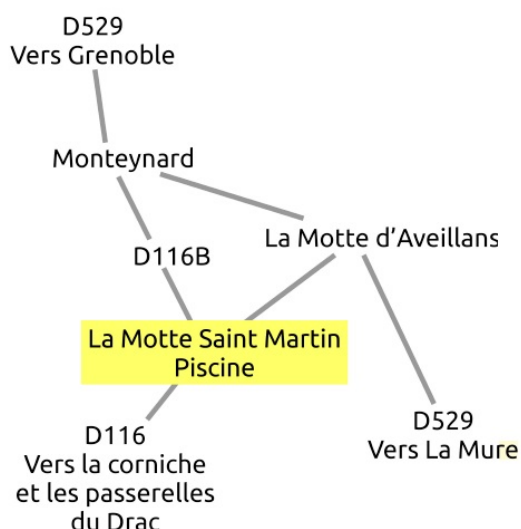 D529
Vers Grenoble
Monteynard
La Motte d'Aveillans
D116B
La Motte Saint Martin
Piscine
D529
Vers La Mure
D116
Vers la corniche
et les passerelles
du Drac